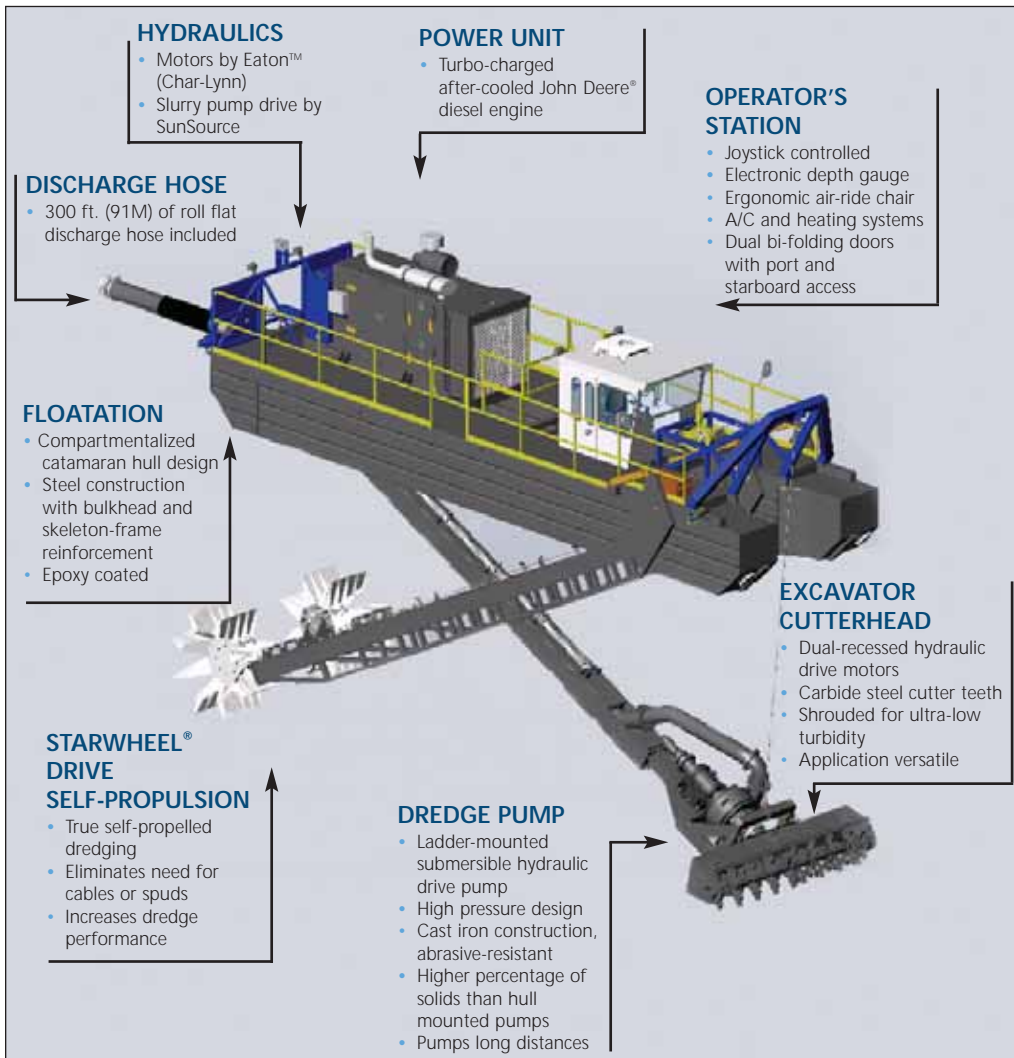 HYDRAULICS
• Motors by Eaton™
(Char-Lynn)
• Slurry pump drive by
SunSource
POWER UNIT
• Turbo-charged
after-cooled John Deere®
diesel engine
OPERATOR'S
STATION
• Joystick controlled
• Electronic depth gauge
• Ergonomic air-ride chair
• A/C and heating systems
• Dual bi-folding doors
with port and
starboard access
DISCHARGE HOSE
• 300 ft. (91M) of roll flat
discharge hose included
FLOATATION
• Compartmentalized
catamaran hull design
• Steel construction
with bulkhead and
skeleton-frame
reinforcement
• Epoxy coated
EXCAVATOR
CUTTERHEAD
• Dual-recessed hydraulic
drive motors
• Carbide steel cutter teeth
• Shrouded for ultra-low
turbidity
• Application versatile
STARWHEEL®
DRIVE
SELF-PROPULSION
• True self-propelled
dredging
• Eliminates need for
cables or spuds
• Increases dredge
performance
DREDGE PUMP
• Ladder-mounted
submersible hydraulic
drive pump
• High pressure design
• Cast iron construction,
abrasive-resistant
• Higher percentage of
solids than hull
mounted pumps
• Pumps long distances